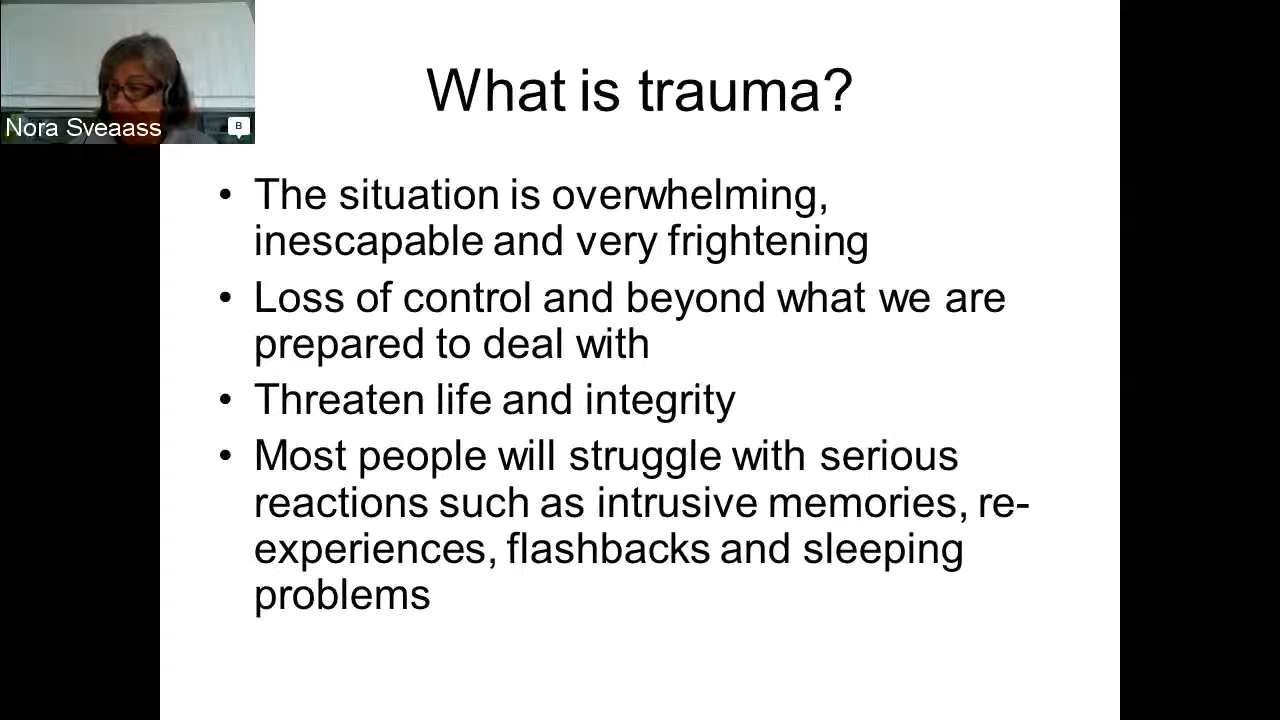 What is trauma?
Nora Sveaass
B
• The situation is overwhelming,
inescapable and very frightening
• Loss of control and beyond what we are
prepared to deal with
• Threaten life and integrity
• Most people will struggle with serious
reactions such as intrusive memories, re-
experiences, flashbacks and sleeping
problems